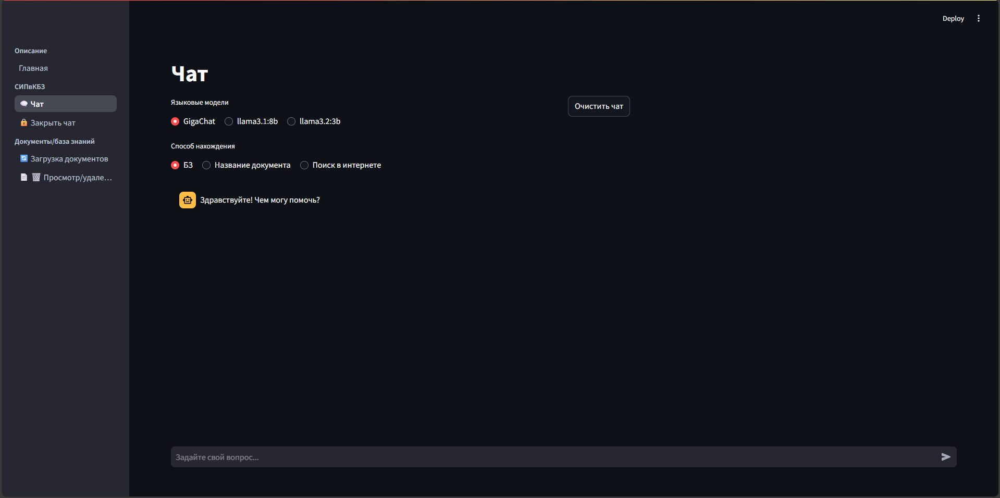 Deploy
Описание
Главная
СИПвКБЗ
Чат
Закрыть чат
Документы/база знаний
Загрузка документов
Просмотр/удале...
Чат
Языковые модели
Очистить чат
GigaChat llama3.1:8b llama3.2:3b
Способ нахождения
БЗ Название документа Поиск в интернете
Здравствуйте! Чем могу помочь?
Задайте свой вопрос...